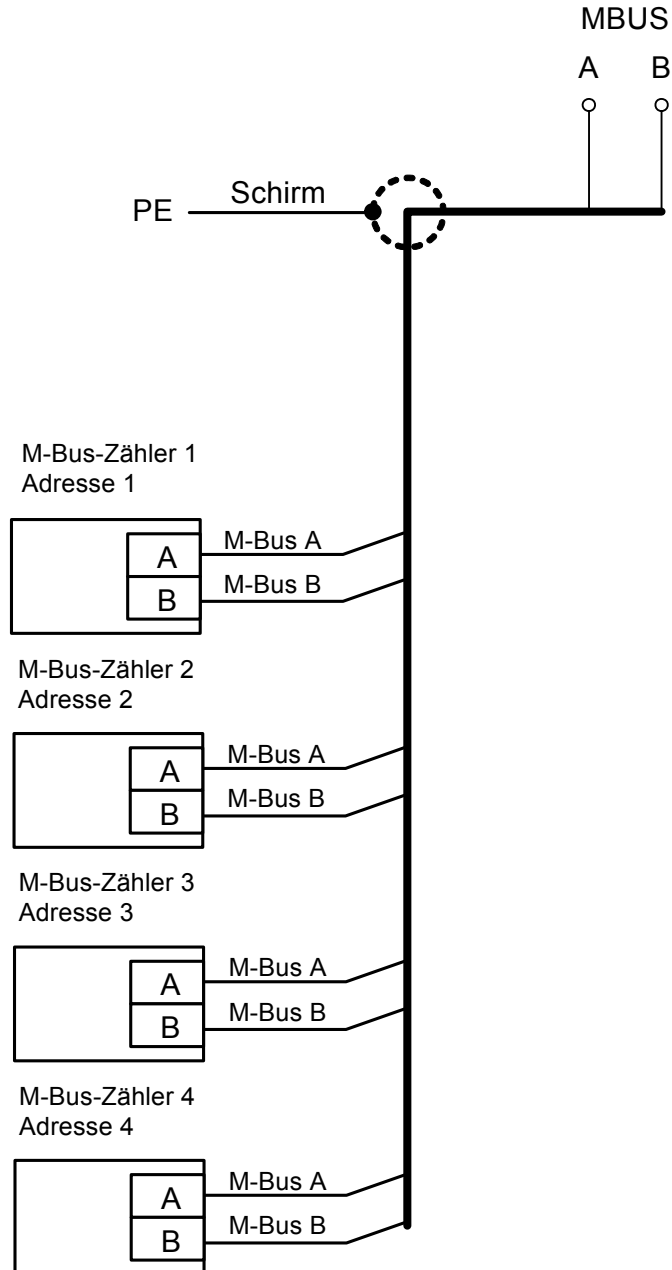 MBUS
A B
PE Schirm
M-Bus-Zähler 1
Adresse 1
A M-Bus A
B M-Bus B
M-Bus-Zähler 2
Adresse 2
A M-Bus A
B M-Bus B
M-Bus-Zähler 3
Adresse 3
A M-Bus A
B M-Bus B
M-Bus-Zähler 4
Adresse 4
A M-Bus A
B M-Bus B